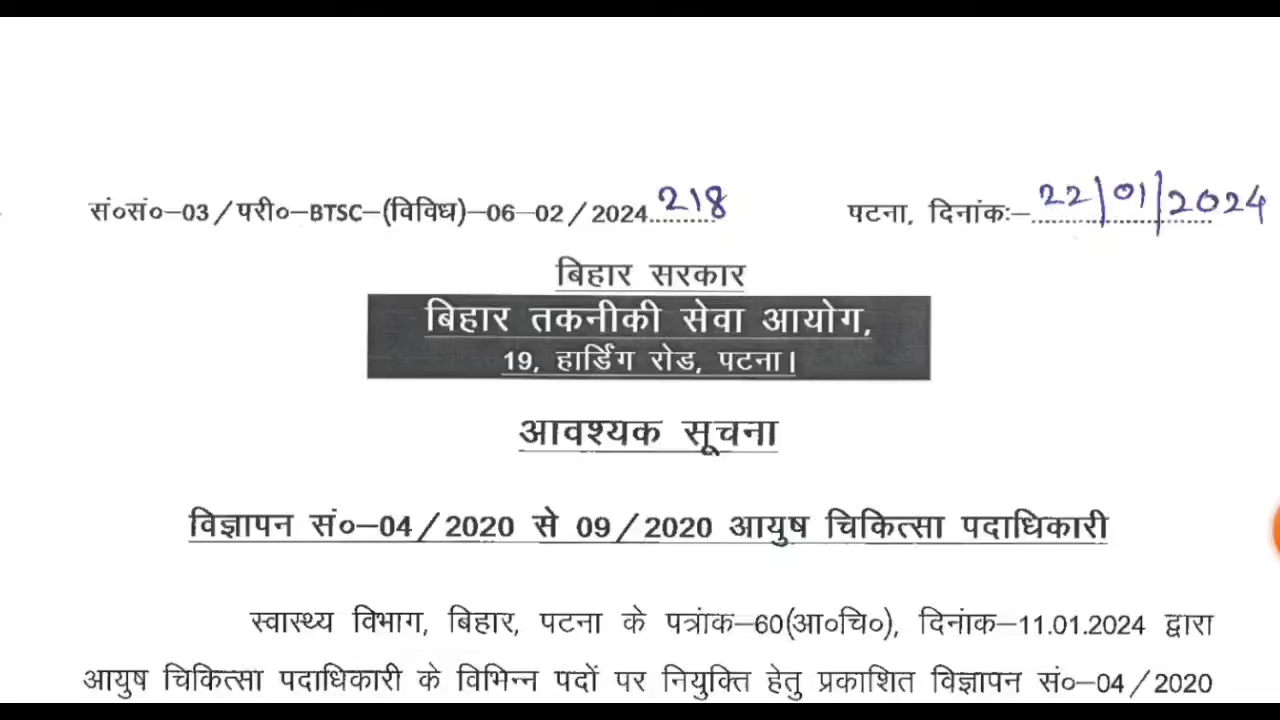 सं०सं०-03/परी०-BTSC-(विविध)-06-02/2024........218 पटना, दिनांकः-22/01/2024
बिहार सरकार
बिहार तकनीकी सेवा आयोग,
19, हार्डिंग रोड, पटना।
आवश्यक सूचना
विज्ञापन सं०-04/2020 से 09/2020 आयुष चिकित्सा पदाधिकारी
स्वास्थ्य विभाग, बिहार, पटना के पत्रांक-60(आ०चि०), दिनांक-11.01.2024 द्वारा
आयुष चिकित्सा पदाधिकारी के विभिन्न पदों पर नियुक्ति हेतु प्रकाशित विज्ञापन सं०-04/2020